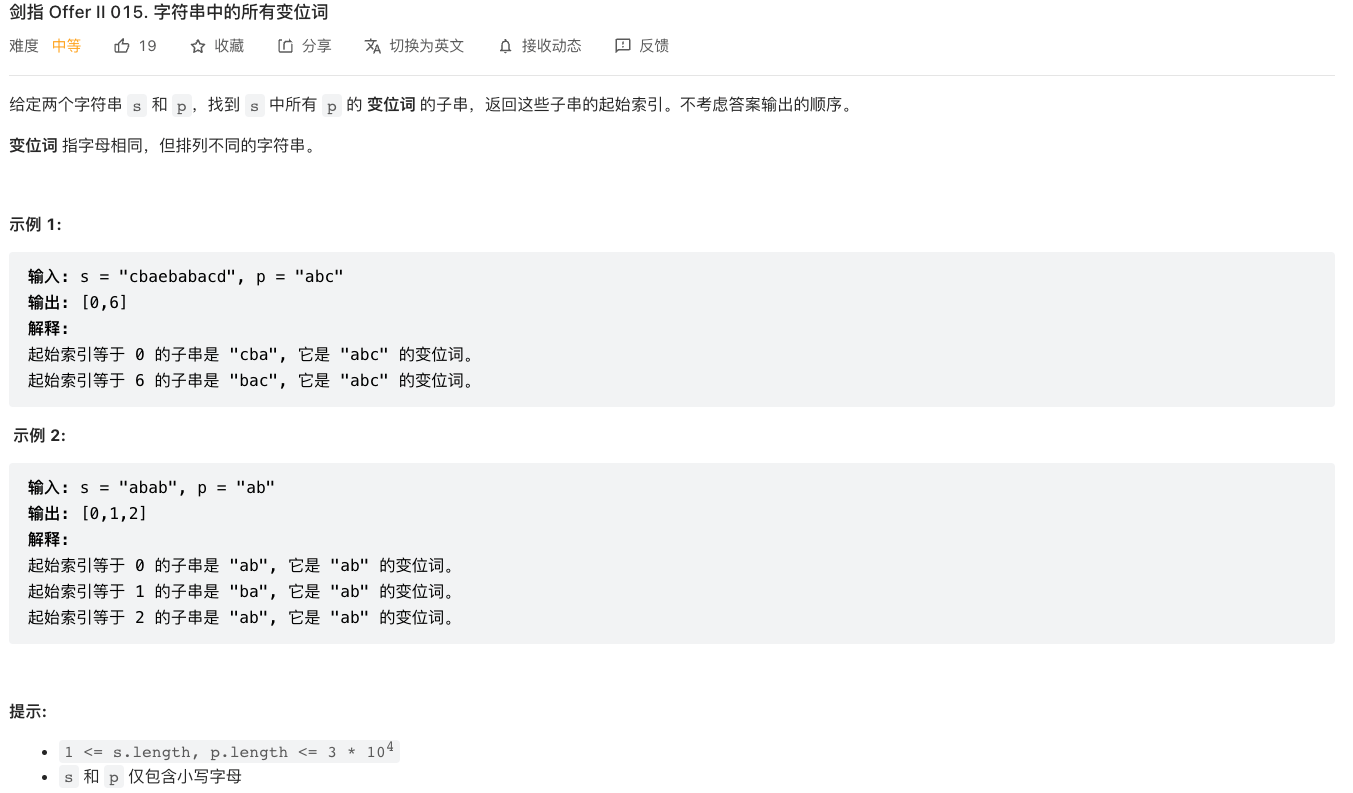 剑指 Offer II 015. 字符串中的所有变位词
难度 中等 19 收藏 分享 切换为英文 接收动态 反馈
给定两个字符串 s 和 p，找到 s 中所有 p 的 变位词 的子串，返回这些子串的起始索引。不考虑答案输出的顺序。
变位词 指字母相同，但排列不同的字符串。
示例 1:
输入: s = "cbaebabacd", p = "abc"
输出: [0,6]
解释:
起始索引等于 0 的子串是 "cba", 它是 "abc" 的变位词。
起始索引等于 6 的子串是 "bac", 它是 "abc" 的变位词。
示例 2:
输入: s = "abab", p = "ab"
输出: [0,1,2]
解释:
起始索引等于 0 的子串是 "ab", 它是 "ab" 的变位词。
起始索引等于 1 的子串是 "ba", 它是 "ab" 的变位词。
起始索引等于 2 的子串是 "ab", 它是 "ab" 的变位词。
提示:
• 1 <= s.length, p.length <= 3 * 10⁴
• s 和 p 仅包含小写字母